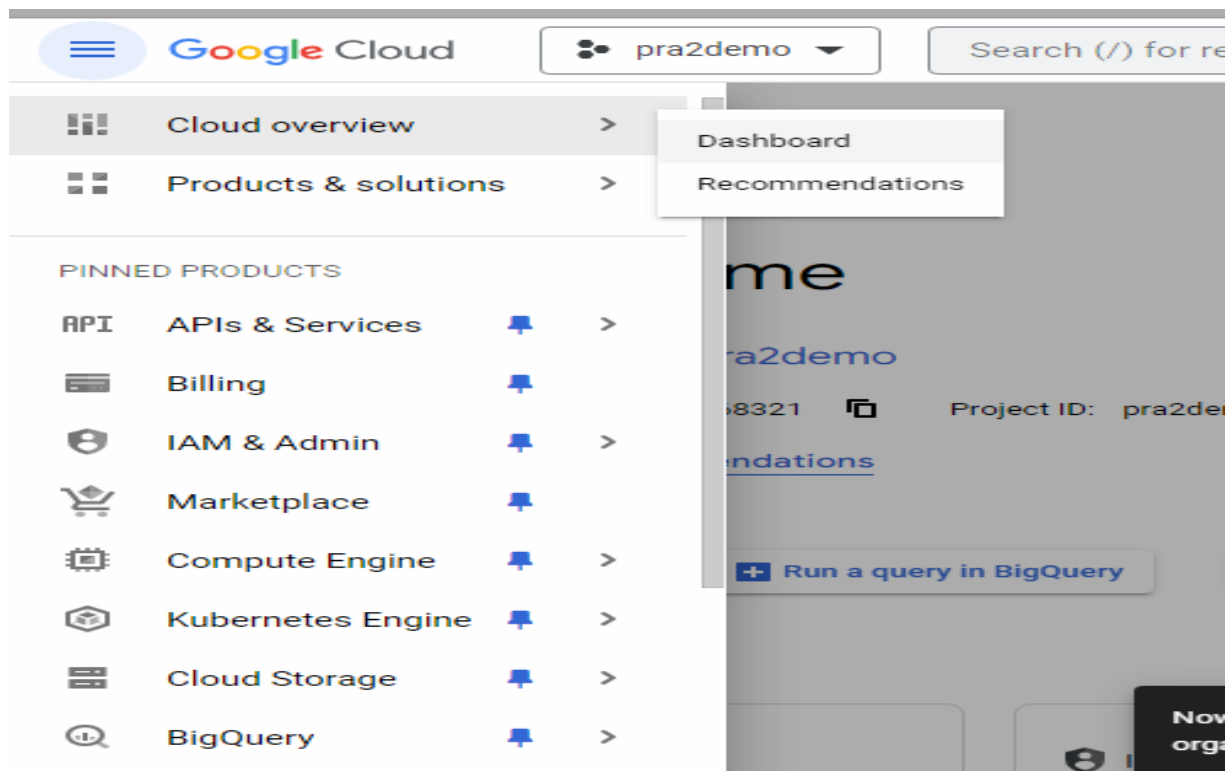 Google Cloud
pra2demo
Search (/) for re
Cloud overview
Products & solutions
Dashboard
Recommendations
PINNED PRODUCTS
API APIs & Services
Billing
IAM & Admin
Marketplace
Compute Engine
Kubernetes Engine
Cloud Storage
BigQuery
me
ra2demo
68321 Project ID: pra2de
ndations
Run a query in BigQuery
Now
orga